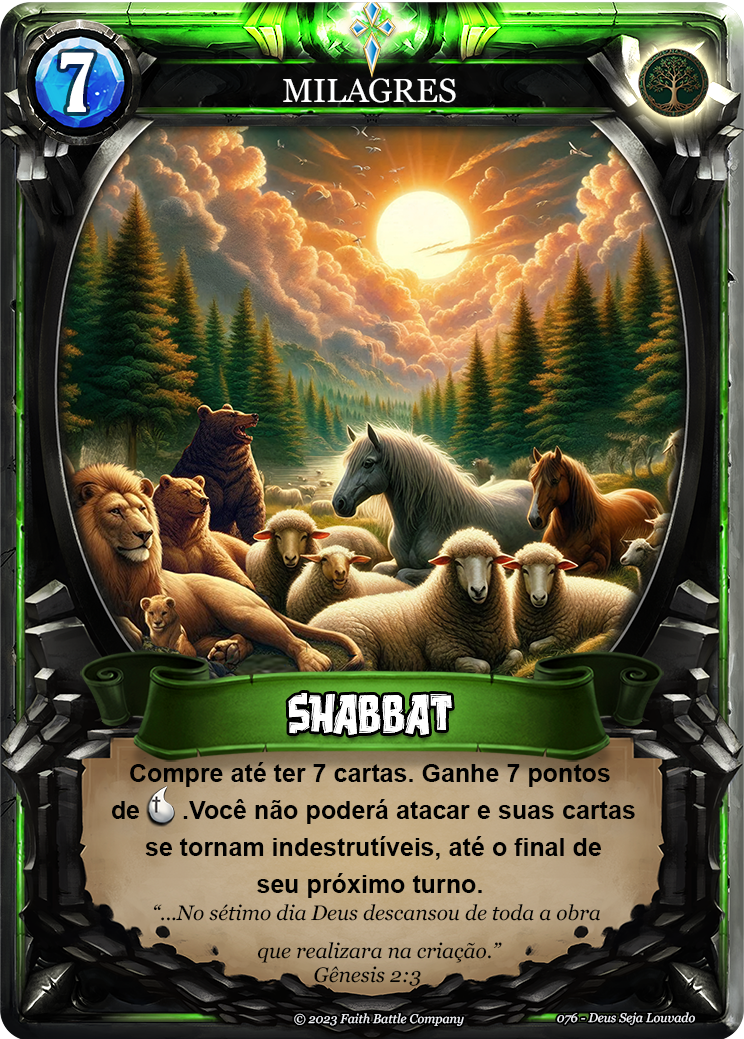 7
MILAGRES
SHABBAT
Compre até ter 7 cartas. Ganhe 7 pontos
de .Você não poderá atacar e suas cartas
se tornam indestrutíveis, até o final de
seu próximo turno.
“...No sétimo dia Deus descansou de toda a obra
que realizara na criação.”
Gênesis 2:3
© 2023 Faith Battle Company
076 - Deus Seja Louvado